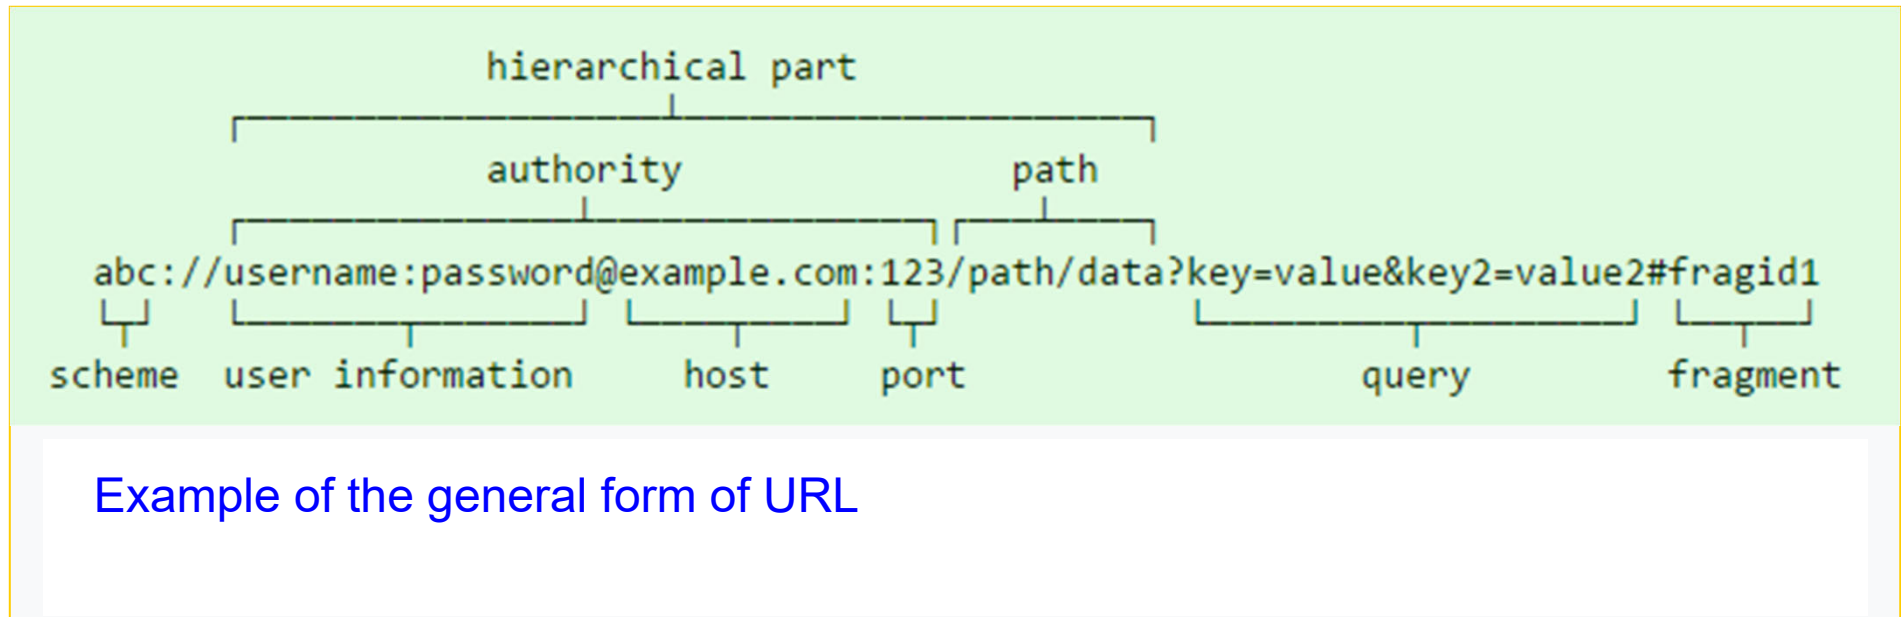 hierarchical part
authority path
abc://username:password@example.com:123/path/data?key=value&key2=value2#fragid1
scheme user information host port query fragment
Example of the general form of URL